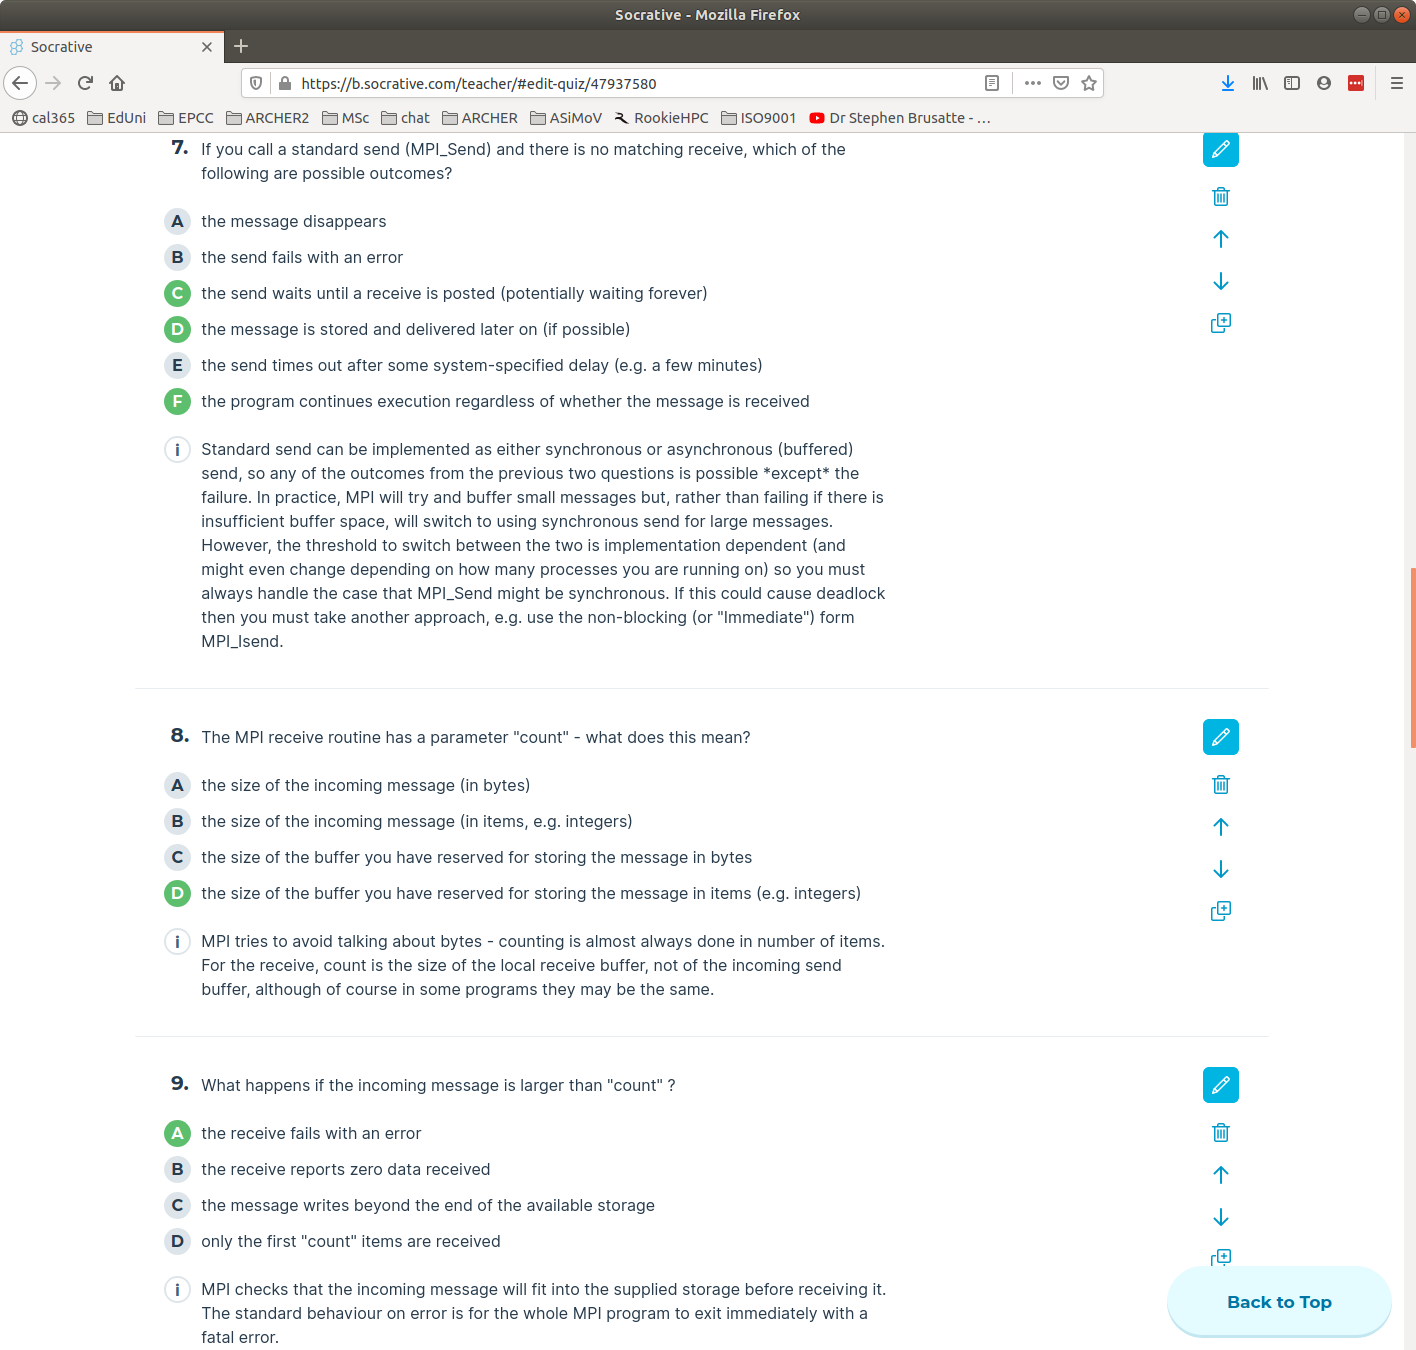 Socrative - Mozilla Firefox
Socrative
https://b.socrative.com/teacher/#edit-quiz/47937580
cal365 EdUni EPCC ARCHER2 MSc chat ARCHER ASiMoV RookieHPC ISO9001 Dr Stephen Brusatte - ...
7. If you call a standard send (MPI_Send) and there is no matching receive, which of the
following are possible outcomes?
A the message disappears
B the send fails with an error
C the send waits until a receive is posted (potentially waiting forever)
D the message is stored and delivered later on (if possible)
E the send times out after some system-specified delay (e.g. a few minutes)
F the program continues execution regardless of whether the message is received
i Standard send can be implemented as either synchronous or asynchronous (buffered)
send, so any of the outcomes from the previous two questions is possible *except* the
failure. In practice, MPI will try and buffer small messages but, rather than failing if there is
insufficient buffer space, will switch to using synchronous send for large messages.
However, the threshold to switch between the two is implementation dependent (and
might even change depending on how many processes you are running on) so you must
always handle the case that MPI_Send might be synchronous. If this could cause deadlock
then you must take another approach, e.g. use the non-blocking (or "Immediate") form
MPI_Isend.
8. The MPI receive routine has a parameter "count" - what does this mean?
A the size of the incoming message (in bytes)
B the size of the incoming message (in items, e.g. integers)
C the size of the buffer you have reserved for storing the message in bytes
D the size of the buffer you have reserved for storing the message in items (e.g. integers)
i MPI tries to avoid talking about bytes - counting is almost always done in number of items.
For the receive, count is the size of the local receive buffer, not of the incoming send
buffer, although of course in some programs they may be the same.
9. What happens if the incoming message is larger than "count" ?
A the receive fails with an error
B the receive reports zero data received
C the message writes beyond the end of the available storage
D only the first "count" items are received
i MPI checks that the incoming message will fit into the supplied storage before receiving it.
The standard behaviour on error is for the whole MPI program to exit immediately with a
fatal error.
Back to Top